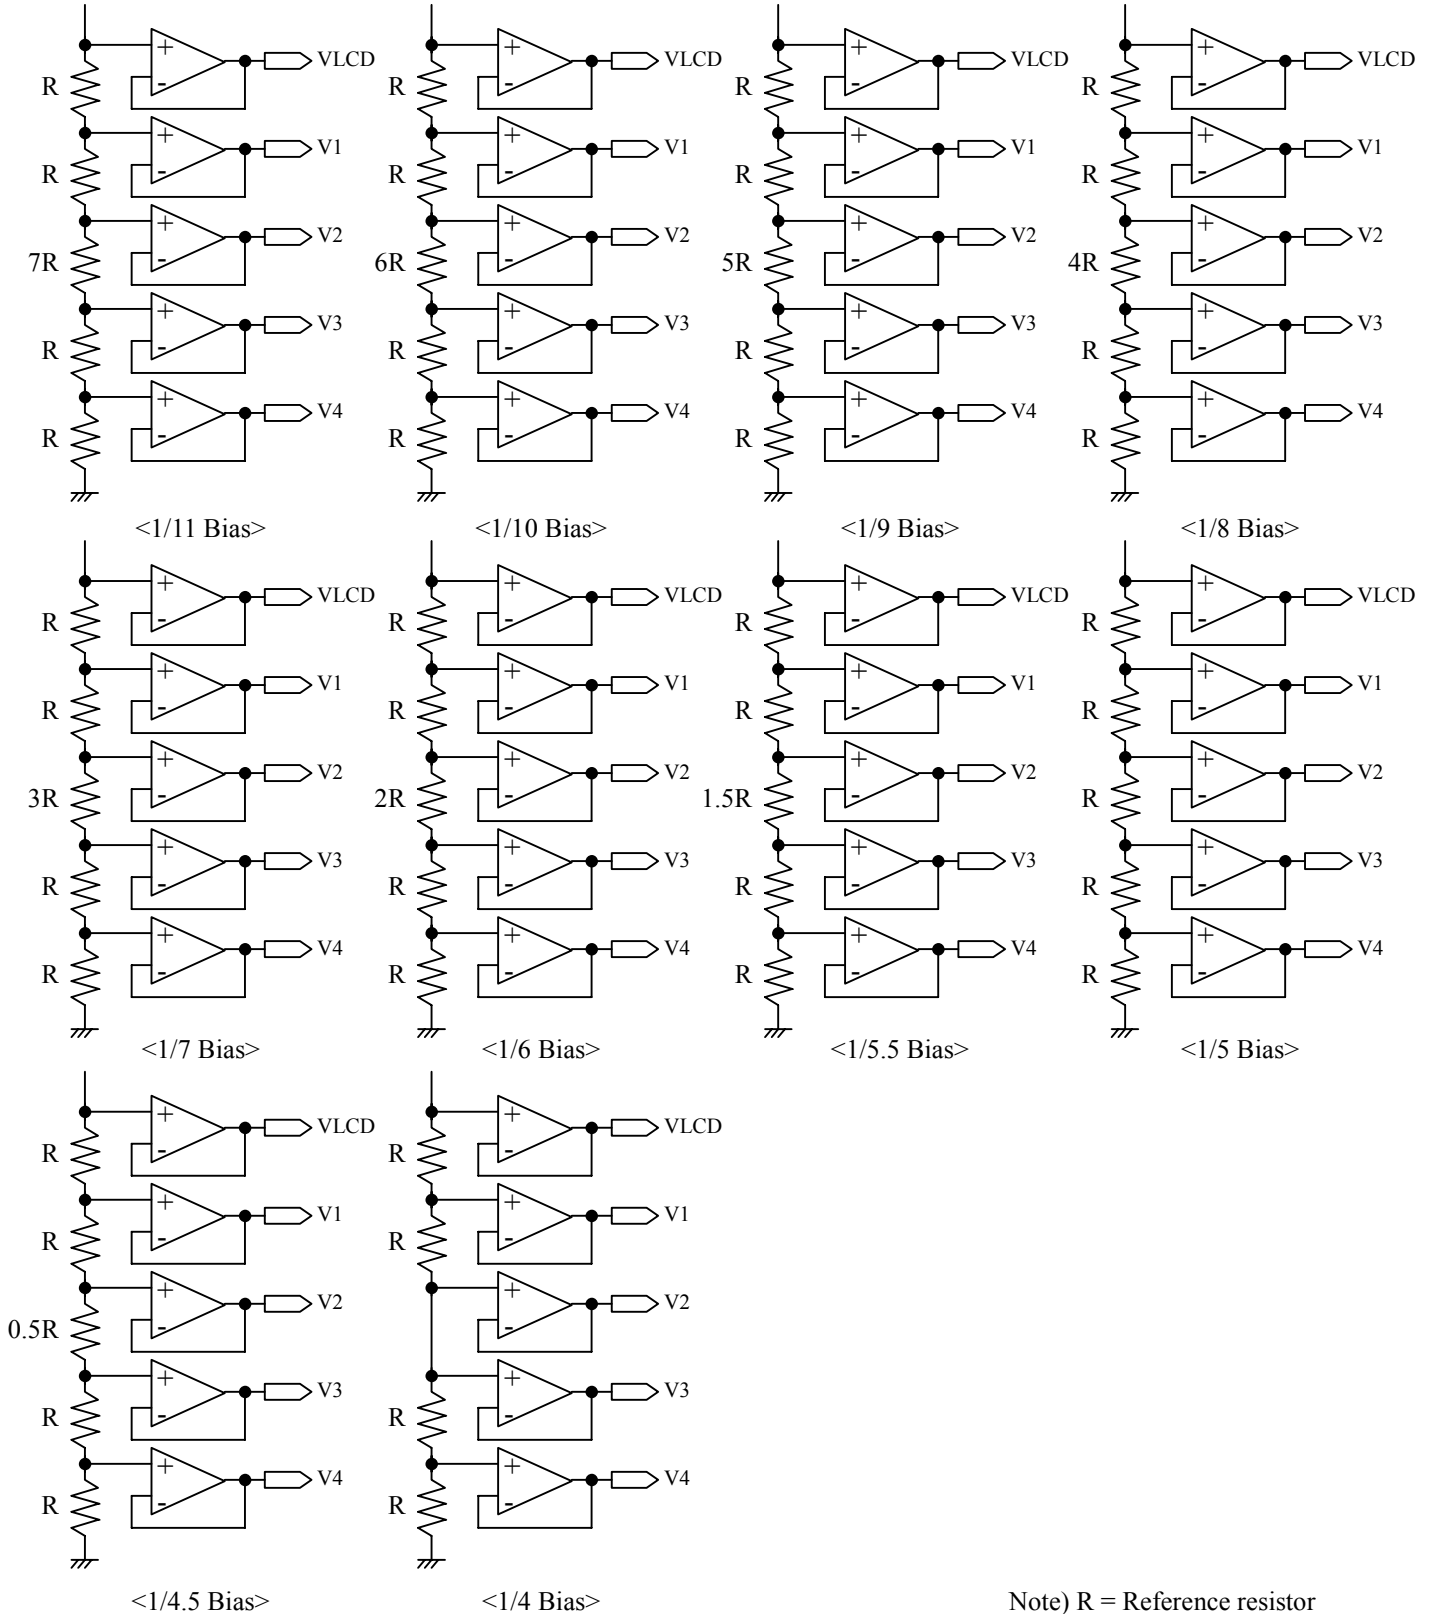 + - VLCD + - VLCD + - VLCD + - VLCD
R R R R
+ - V1 + - V1 + - V1 + - V1
R R R R
+ - V2 + - V2 + - V2 + - V2
7R 6R 5R 4R
+ - V3 + - V3 + - V3 + - V3
R R R R
+ - V4 + - V4 + - V4 + - V4
R R R R
<1/11 Bias> <1/10 Bias> <1/9 Bias> <1/8 Bias>
+ - VLCD + - VLCD + - VLCD + - VLCD
R R R R
+ - V1 + - V1 + - V1 + - V1
R R R R
+ - V2 + - V2 + - V2 + - V2
3R 2R 1.5R R
+ - V3 + - V3 + - V3 + - V3
R R R R
+ - V4 + - V4 + - V4 + - V4
R R R R
<1/7 Bias> <1/6 Bias> <1/5.5 Bias> <1/5 Bias>
+ - VLCD + - VLCD
R R
+ - V1 + - V1
R R
+ - V2 + - V2
0.5R
+ - V3 + - V3
R R
+ - V4 + - V4
R R
<1/4.5 Bias> <1/4 Bias> Note) R = Reference resistor